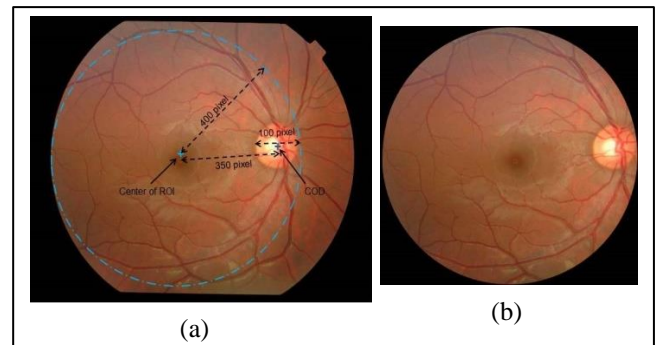 400 pixel
100 pixel
350 pixel
Center of ROI
COD
(a)
(b)